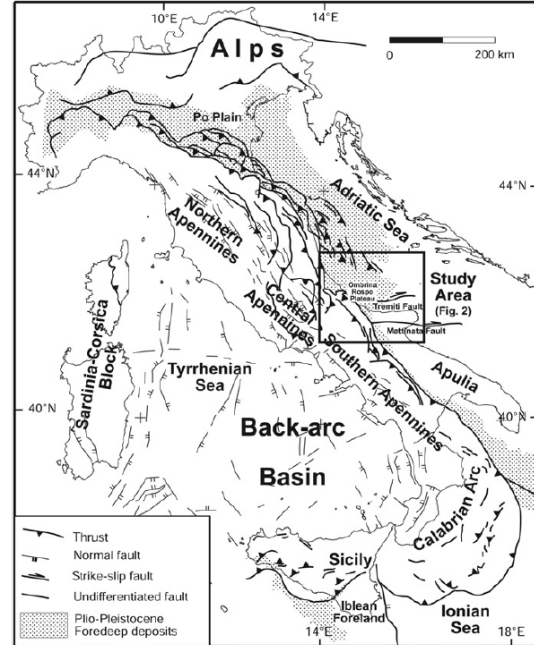 10°E
14°E
Alps
0
200 km
Po Plain
44°N
44°N
Adriatic Sea
Northern
Apennines
Central
Apennines
Ombrina
Rospo
Plateau
Tremiti Fault
Mattinata Fault
Study
Area
(Fig. 2)
Sardinia-Corsica
Block
Tyrrhenian
Sea
Southern Apennines
Apulia
40°N
40°N
Back-arc
Basin
Calabrian Arc
Thrust
Normal fault
Strike-slip fault
Undifferentiated fault
Plio-Pleistocene
Foredeep deposits
Sicily
Iblean
Foreland
Ionian
Sea
14°E
18°E